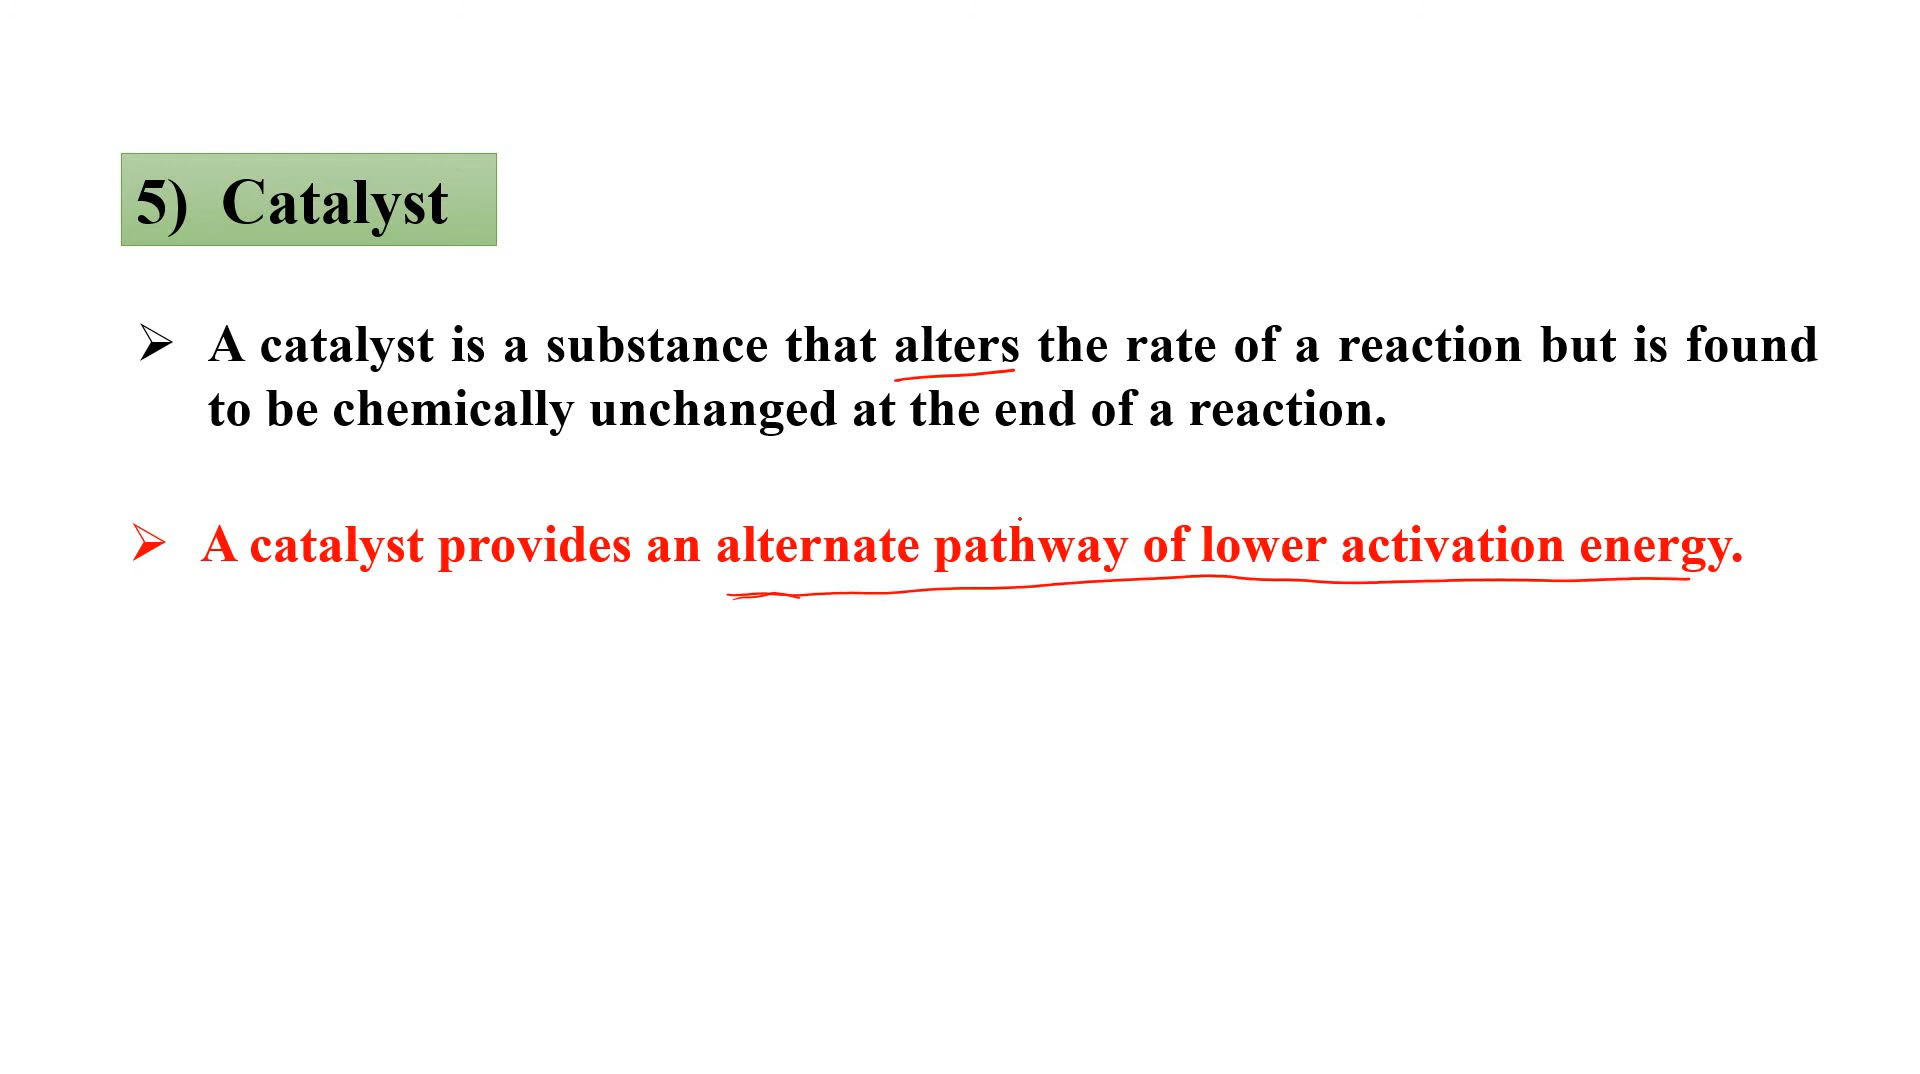 5) Catalyst
➢ A catalyst is a substance that alters the rate of a reaction but is found
to be chemically unchanged at the end of a reaction.
➢ A catalyst provides an alternate pathway of lower activation energy.